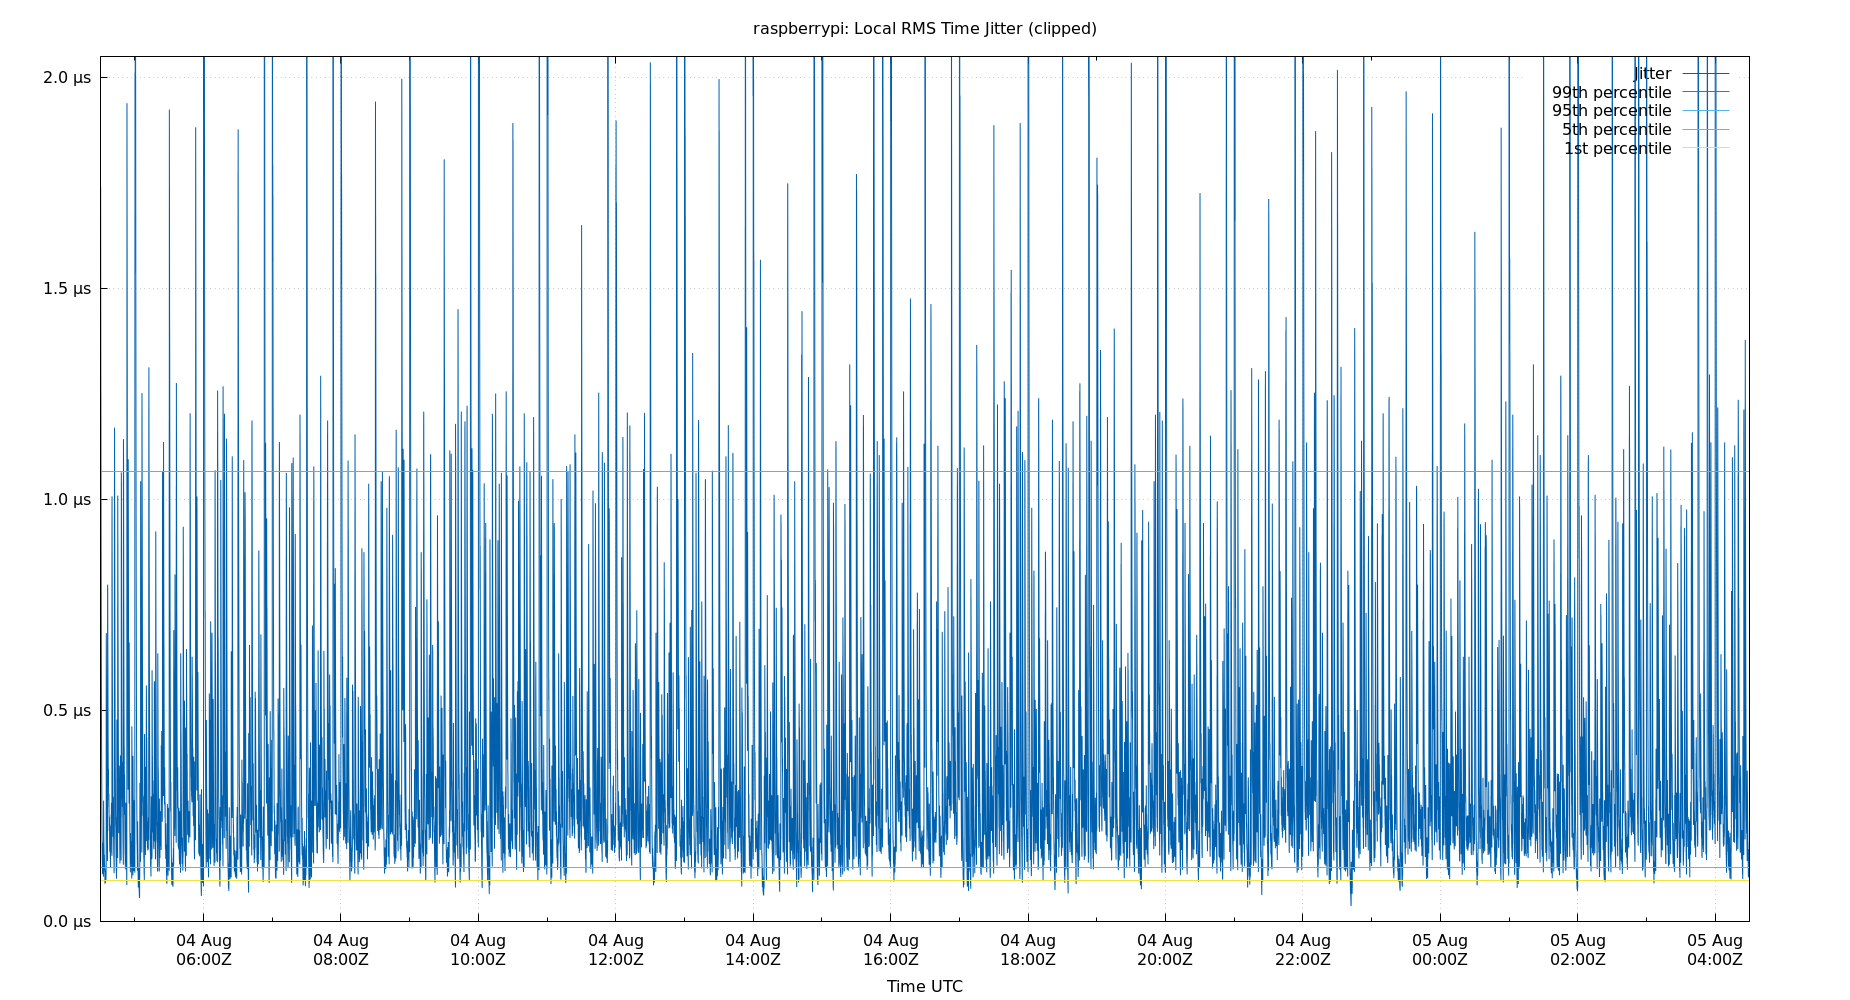 raspberrypi: Local RMS Time Jitter (clipped)
2.0 µs
1.5 µs
1.0 µs
0.5 µs
0.0 µs
Jitter
99th percentile
95th percentile
5th percentile
1st percentile
04 Aug 04 Aug 04 Aug 04 Aug 04 Aug 04 Aug 04 Aug 04 Aug 04 Aug 05 Aug 05 Aug 05 Aug
06:00Z 08:00Z 10:00Z 12:00Z 14:00Z 16:00Z 18:00Z 20:00Z 22:00Z 00:00Z 02:00Z 04:00Z
Time UTC